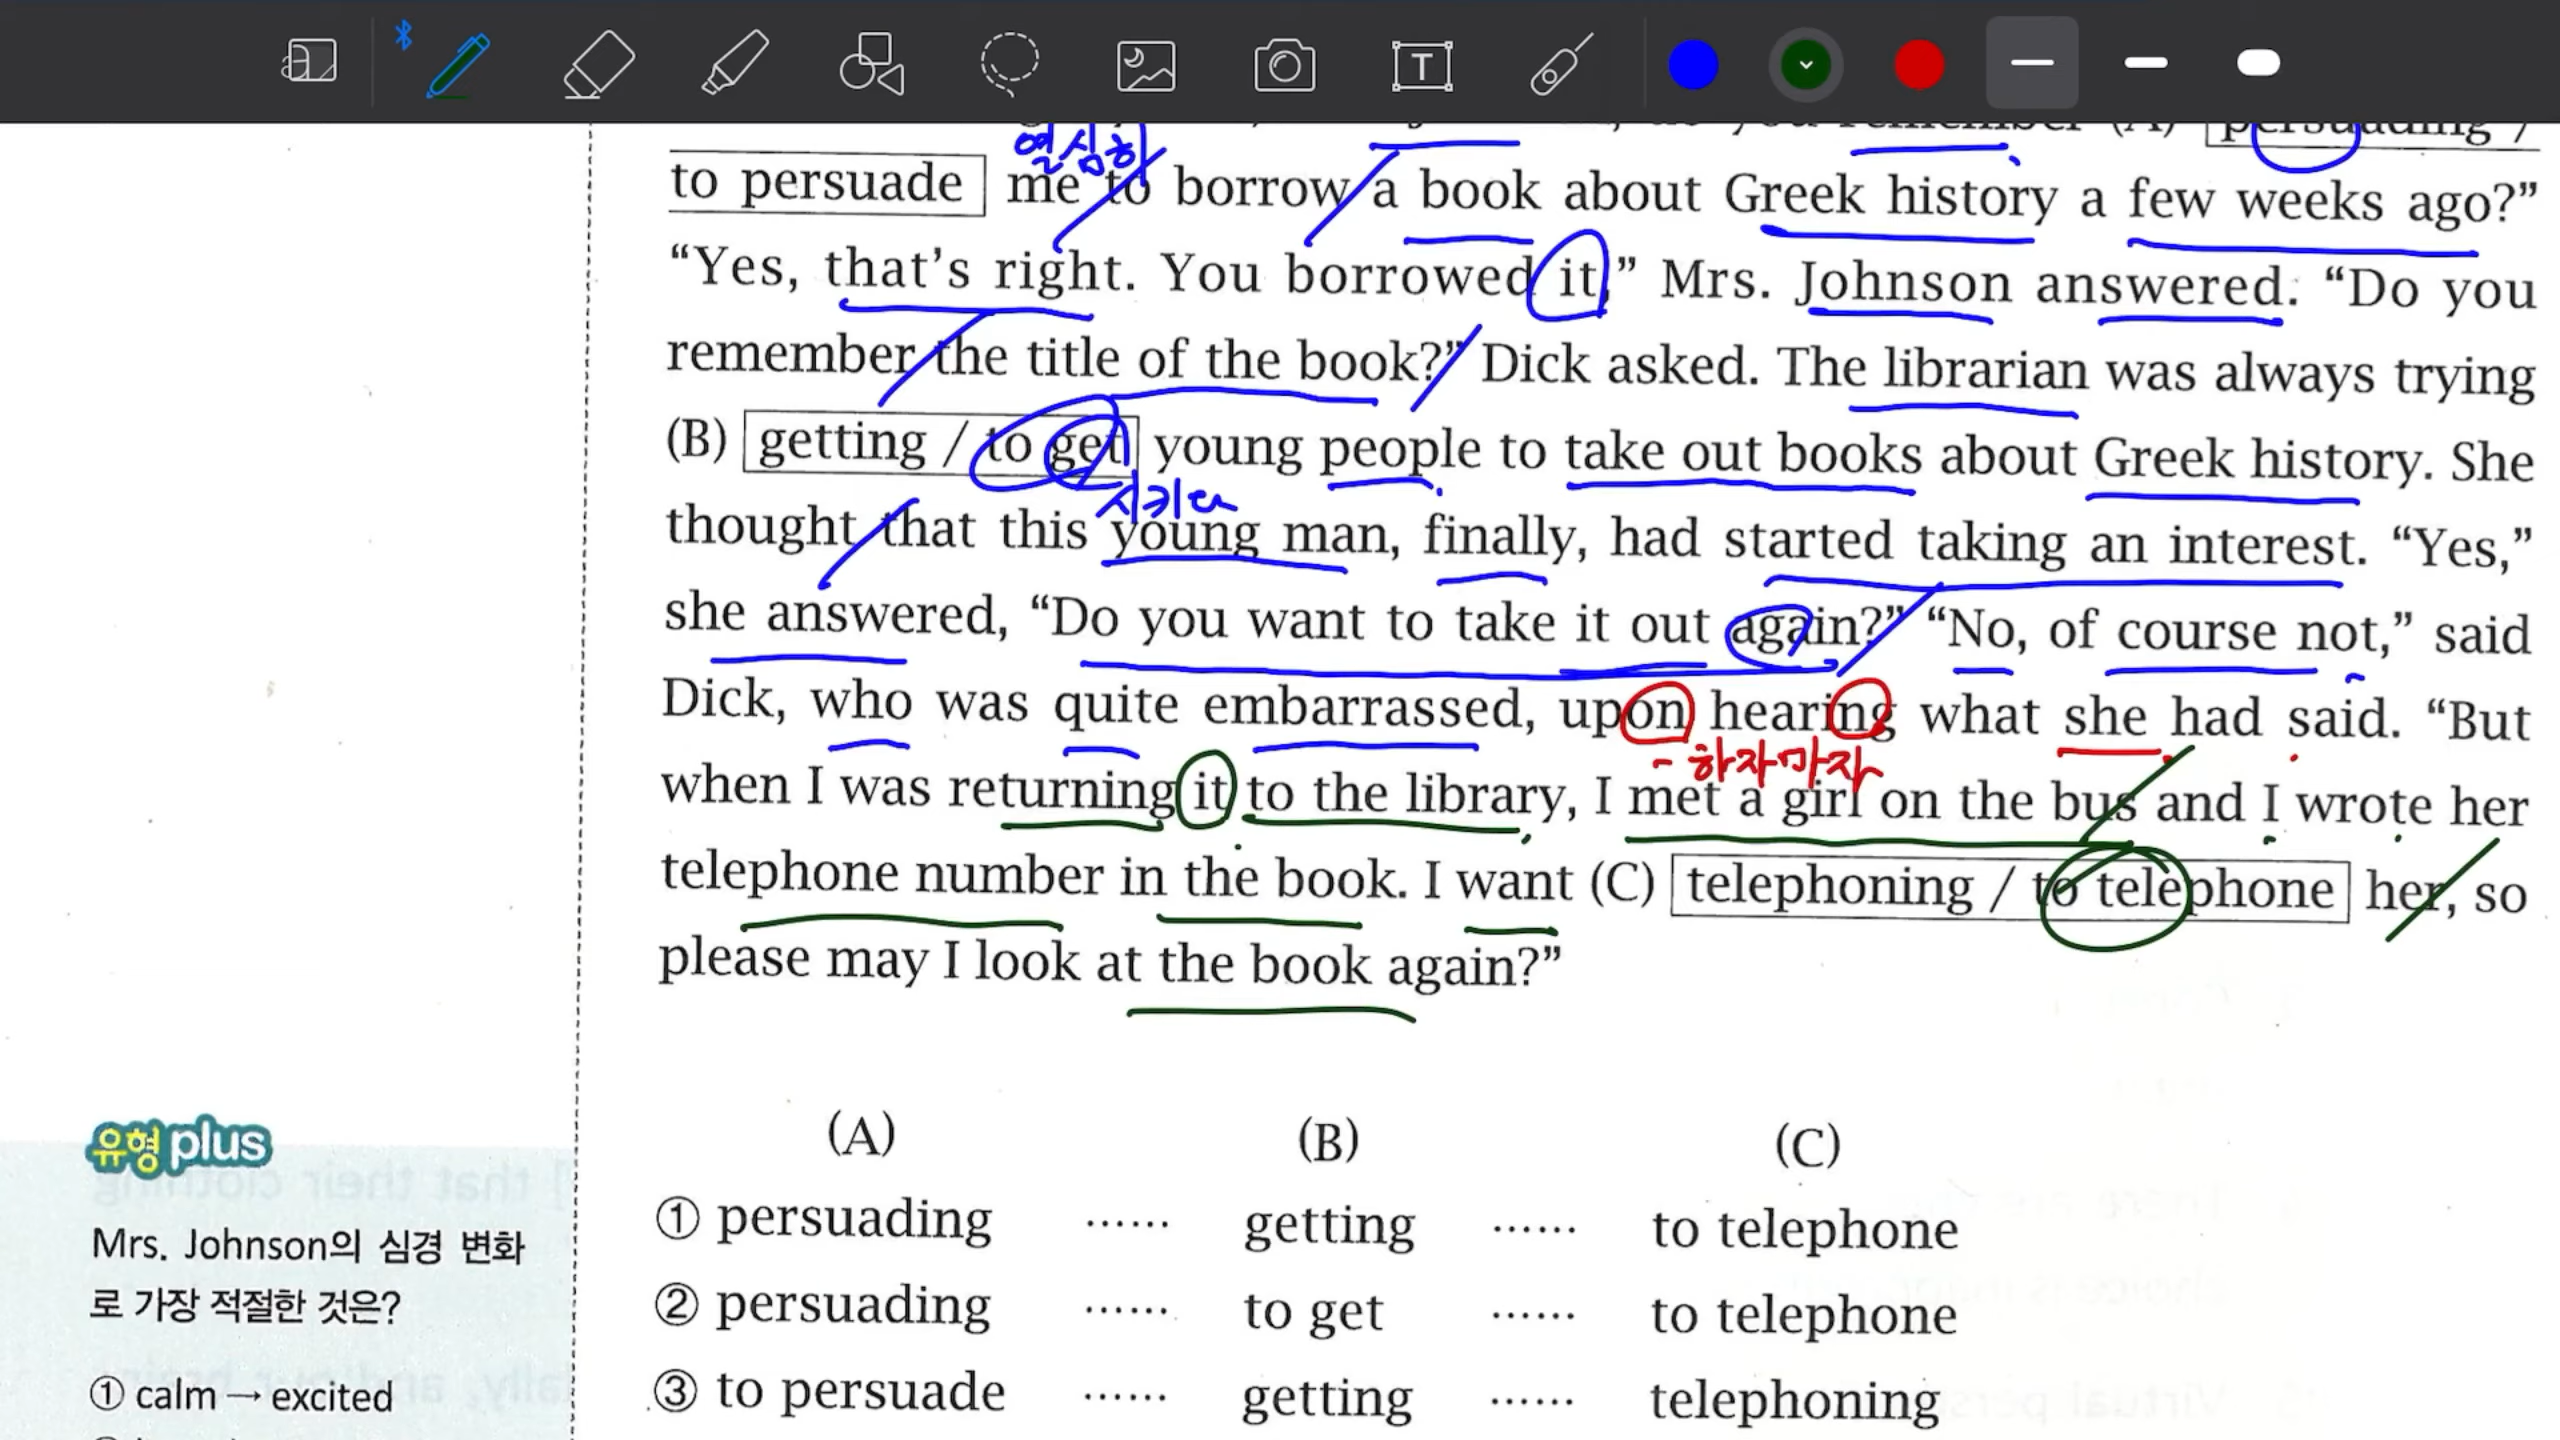 remember (A) persuading /
열심히
to persuade me to borrow a book about Greek history a few weeks ago?”
“Yes, that’s right. You borrowed it,” Mrs. Johnson answered. “Do you
remember the title of the book?” Dick asked. The librarian was always trying
(B) getting / to get young people to take out books about Greek history. She
시키다
thought that this young man, finally, had started taking an interest. “Yes,”
she answered, “Do you want to take it out again?” “No, of course not,” said
Dick, who was quite embarrassed, upon hearing what she had said. “But
-하자마자
when I was returning it to the library, I met a girl on the bus and I wrote her
telephone number in the book. I want (C) telephoning / to telephone her, so
please may I look at the book again?”
(A) (B) (C)
① persuading ...... getting ...... to telephone
② persuading ...... to get ...... to telephone
③ to persuade ...... getting ...... telephoning
유형plus
Mrs. Johnson의 심경 변화
로 가장 적절한 것은?
① calm → excited